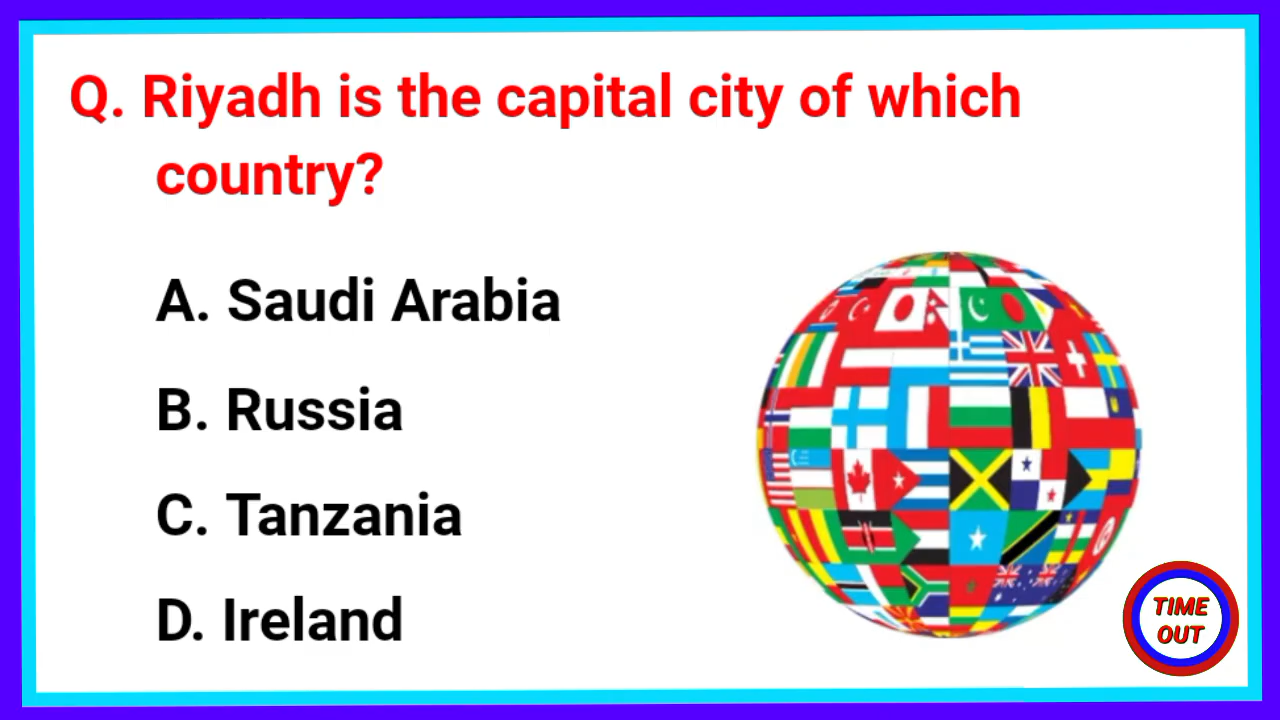 Q. Riyadh is the capital city of which
country?
A. Saudi Arabia
B. Russia
C. Tanzania
D. Ireland
TIME
OUT